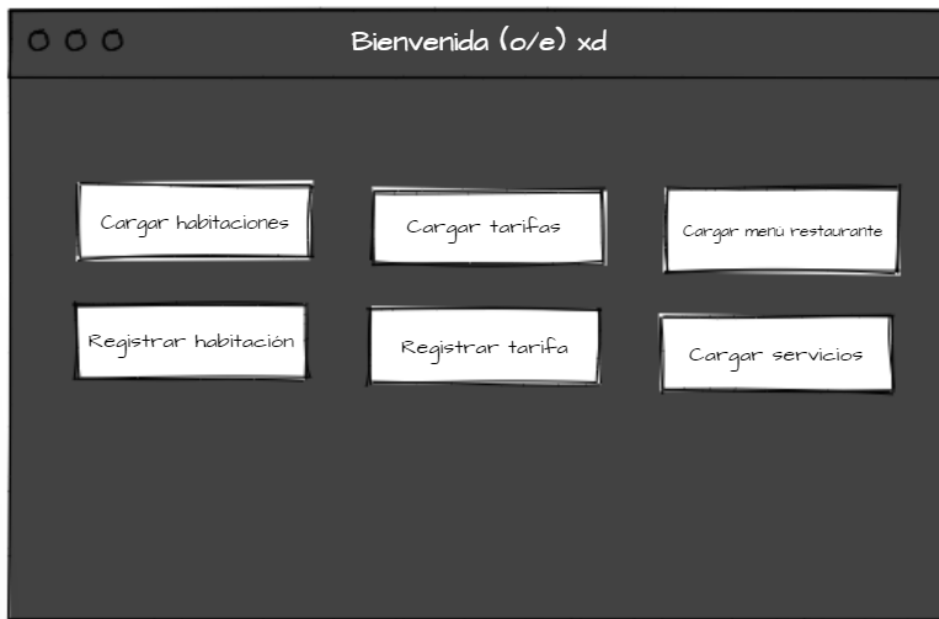 Bienvenida (o/e) xd
Cargar habitaciones
Cargar tarifas
Cargar menú restaurante
Registrar habitación
Registrar tarifa
Cargar servicios